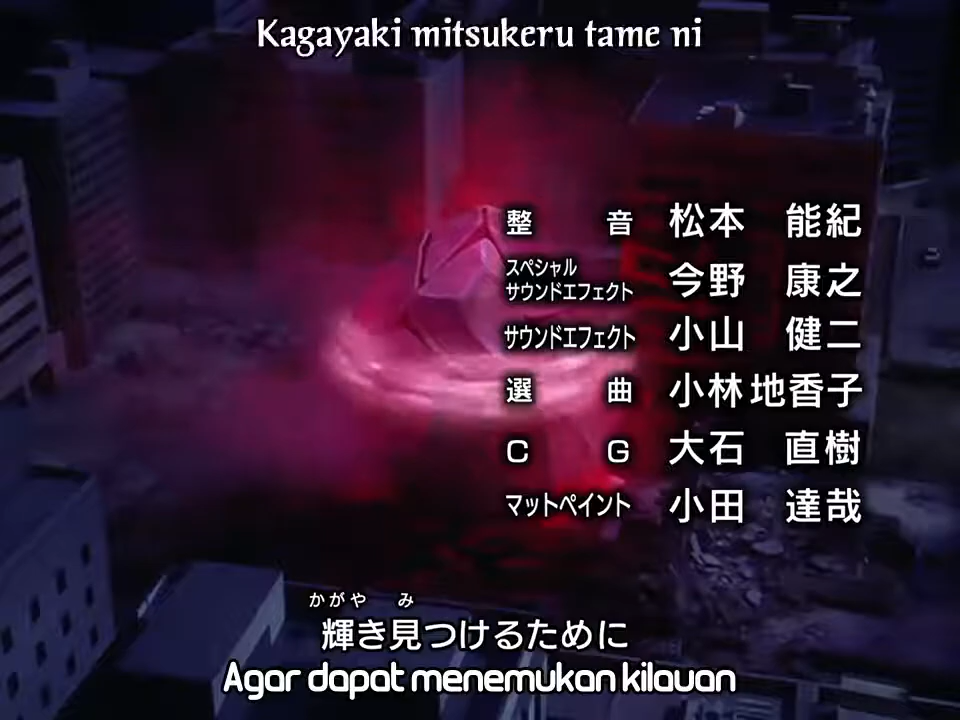 Kagayaki mitsukeru tame ni
整 音 松本 能紀
スペシャル
サウンドエフェクト 今野 康之
サウンドエフェクト 小山 健二
選 曲 小林 地香子
C G 大石 直樹
マットペイント 小田 達哉
かがや み
輝き見つけるために
Agar dapat menemukan kilauan